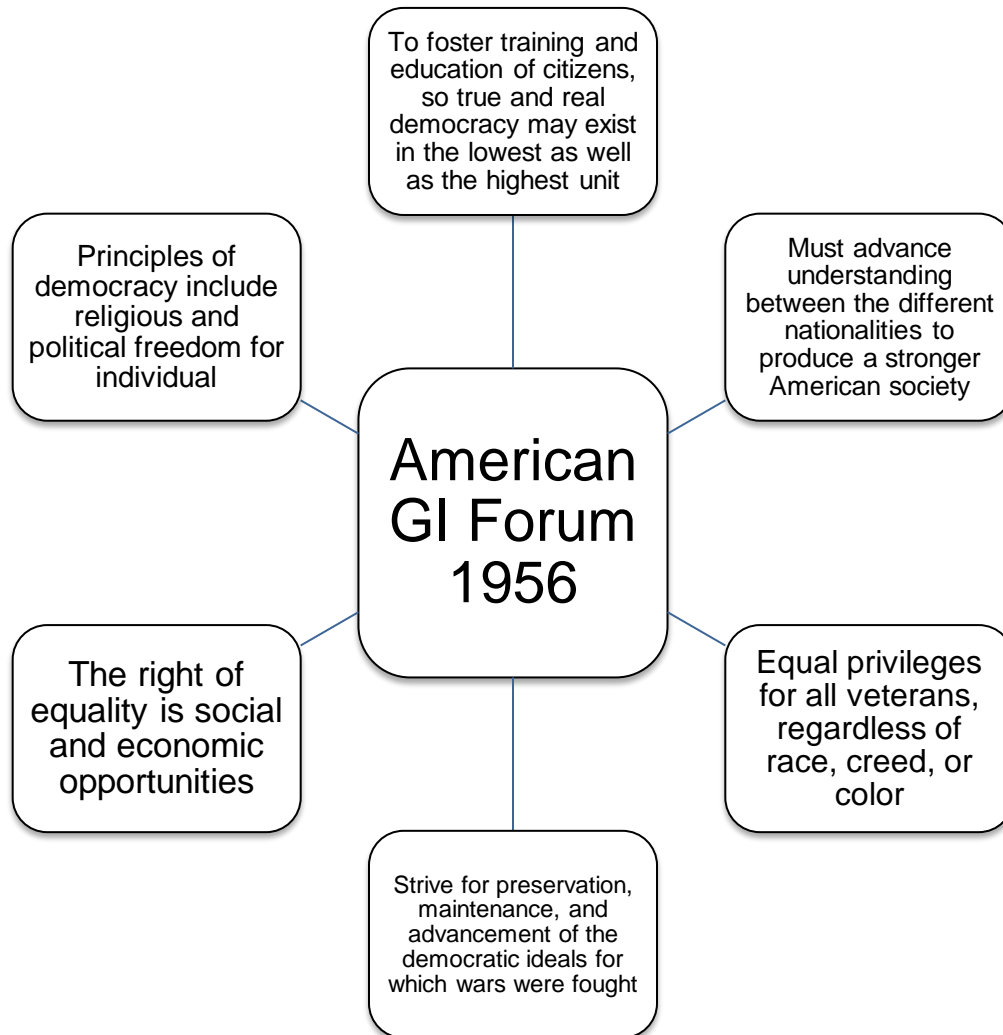 To foster training and
education of citizens,
so true and real
democracy may exist
in the lowest as well
as the highest unit
Principles of
democracy include
religious and
political freedom for
individual
Must advance
understanding
between the different
nationalities to
produce a stronger
American society
American
GI Forum
1956
The right of
equality is social
and economic
opportunities
Equal privileges
for all veterans,
regardless of
race, creed, or
color
Strive for preservation,
maintenance, and
advancement of the
democratic ideals for
which wars were fought